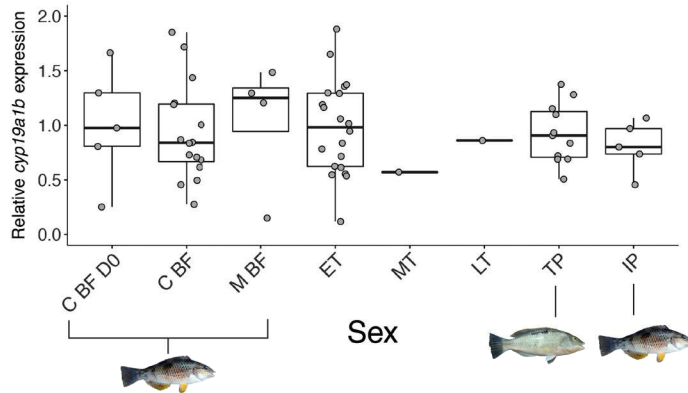 Relative cyp19a1b expression
2.0
1.5
1.0
0.5
0.0
C BF D0
C BF
M BF
ET
MT
LT
TP
IP
Sex